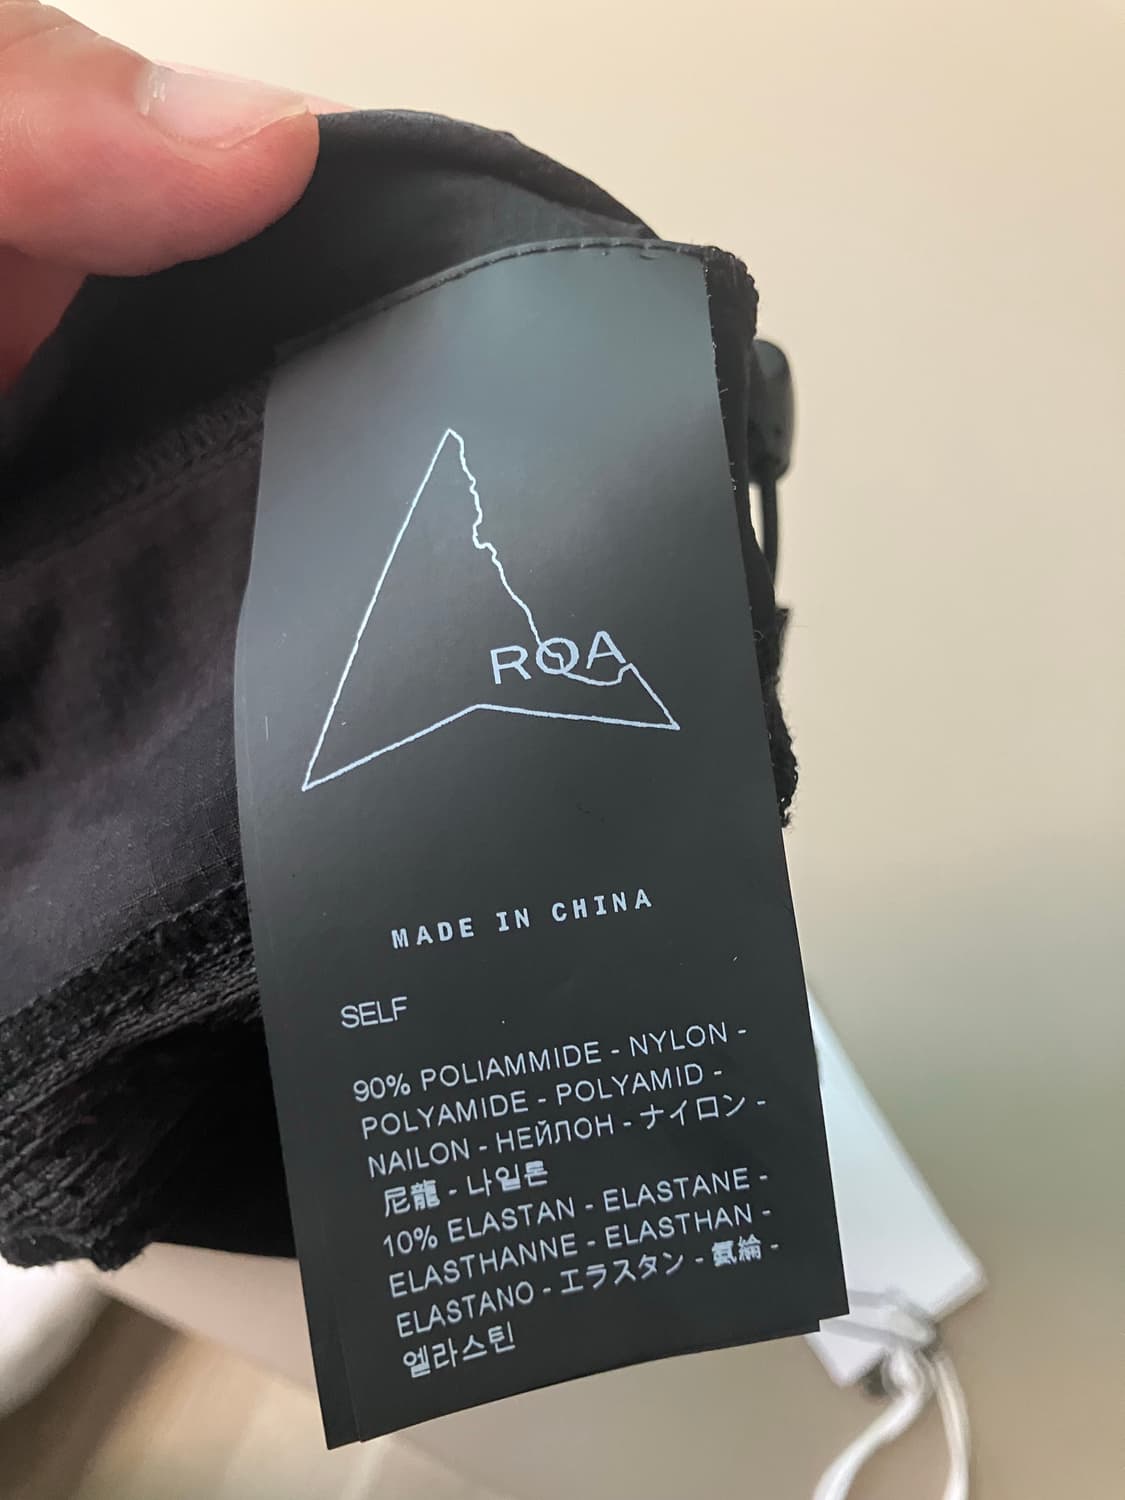 ROA
MADE IN CHINA
SELF
90% POLIAMMIDE - NYLON -
POLYAMIDE - POLYAMID -
NAILON - НЕЙЛОН - ナイロン -
尼龍 - 나일론
10% ELASTAN - ELASTANE -
ELASTHANNE - ELASTHAN -
ELASTANO - エラスタン - 氨綸 -
엘라스틴